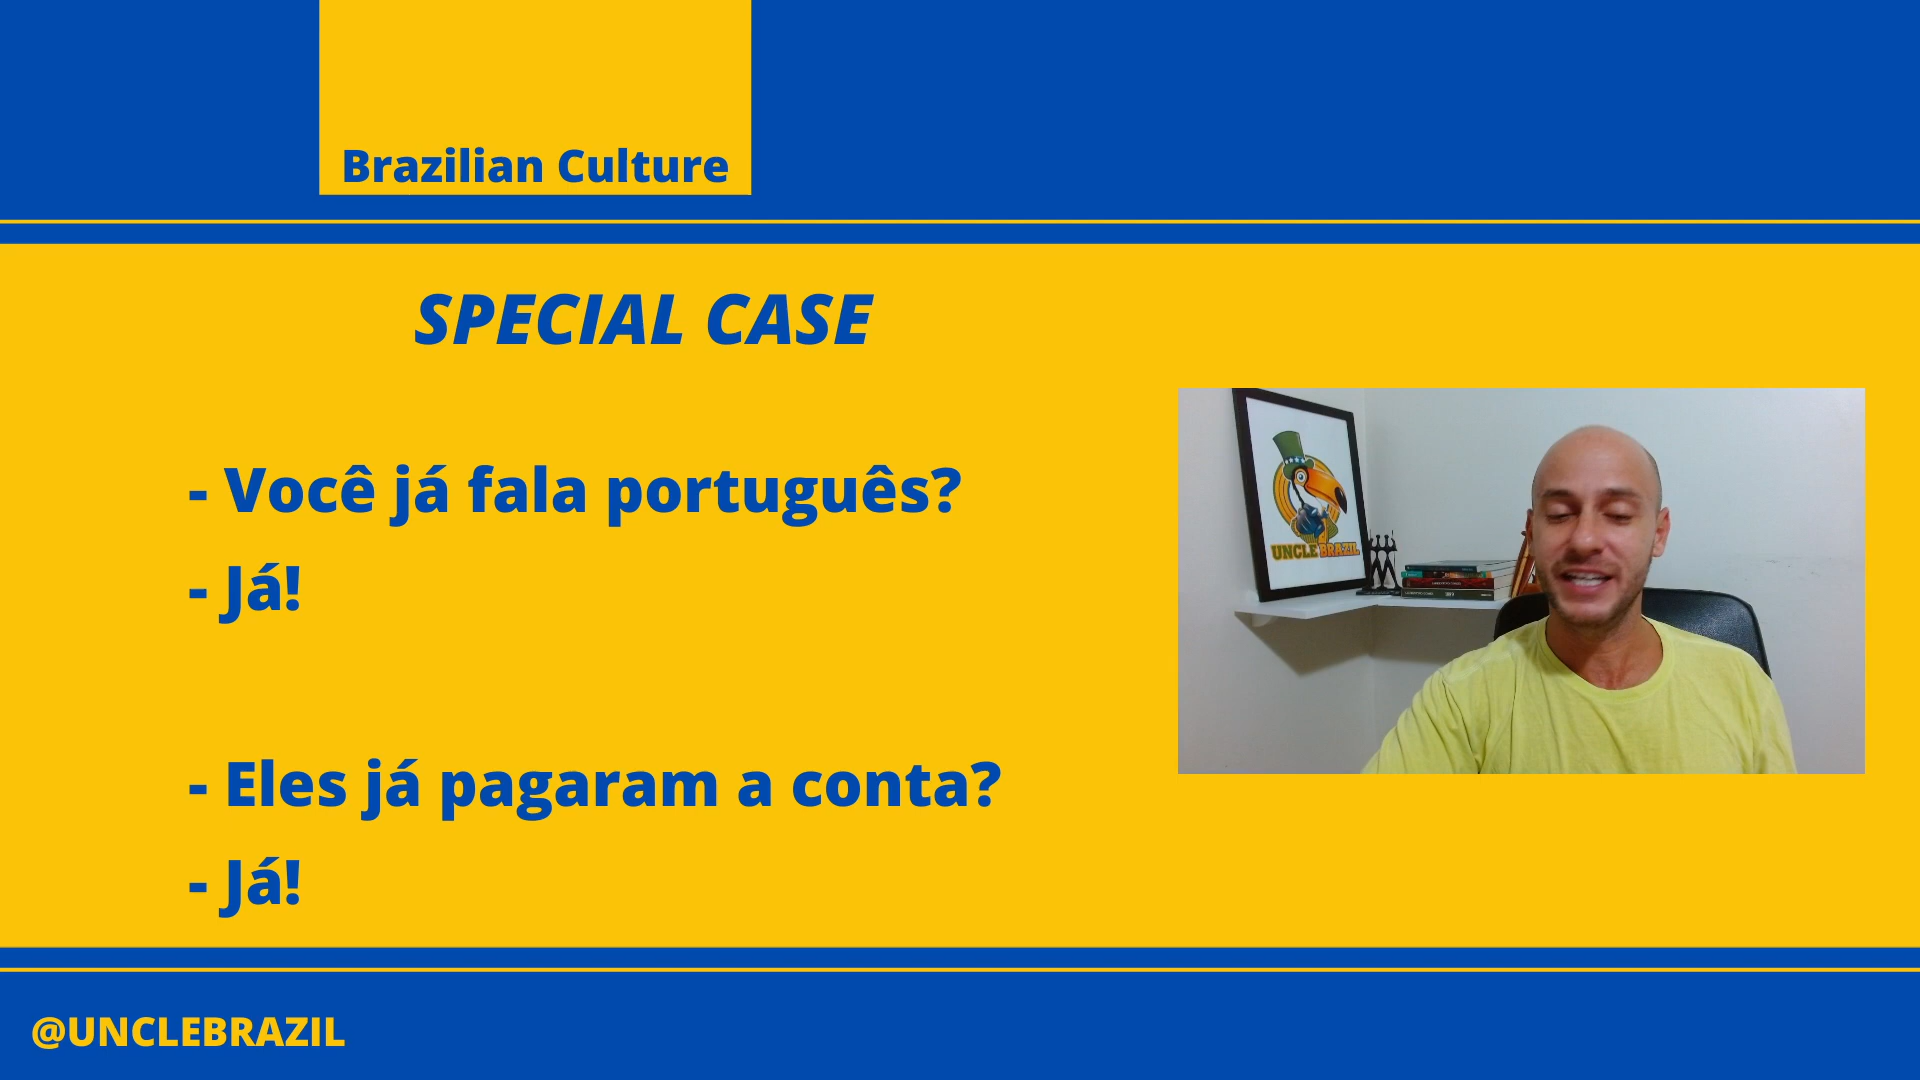 Brazilian Culture
SPECIAL CASE
- Você já fala português?
- Já!
- Eles já pagaram a conta?
- Já!
UNCLE BRAZIL
@UNCLEBRAZIL